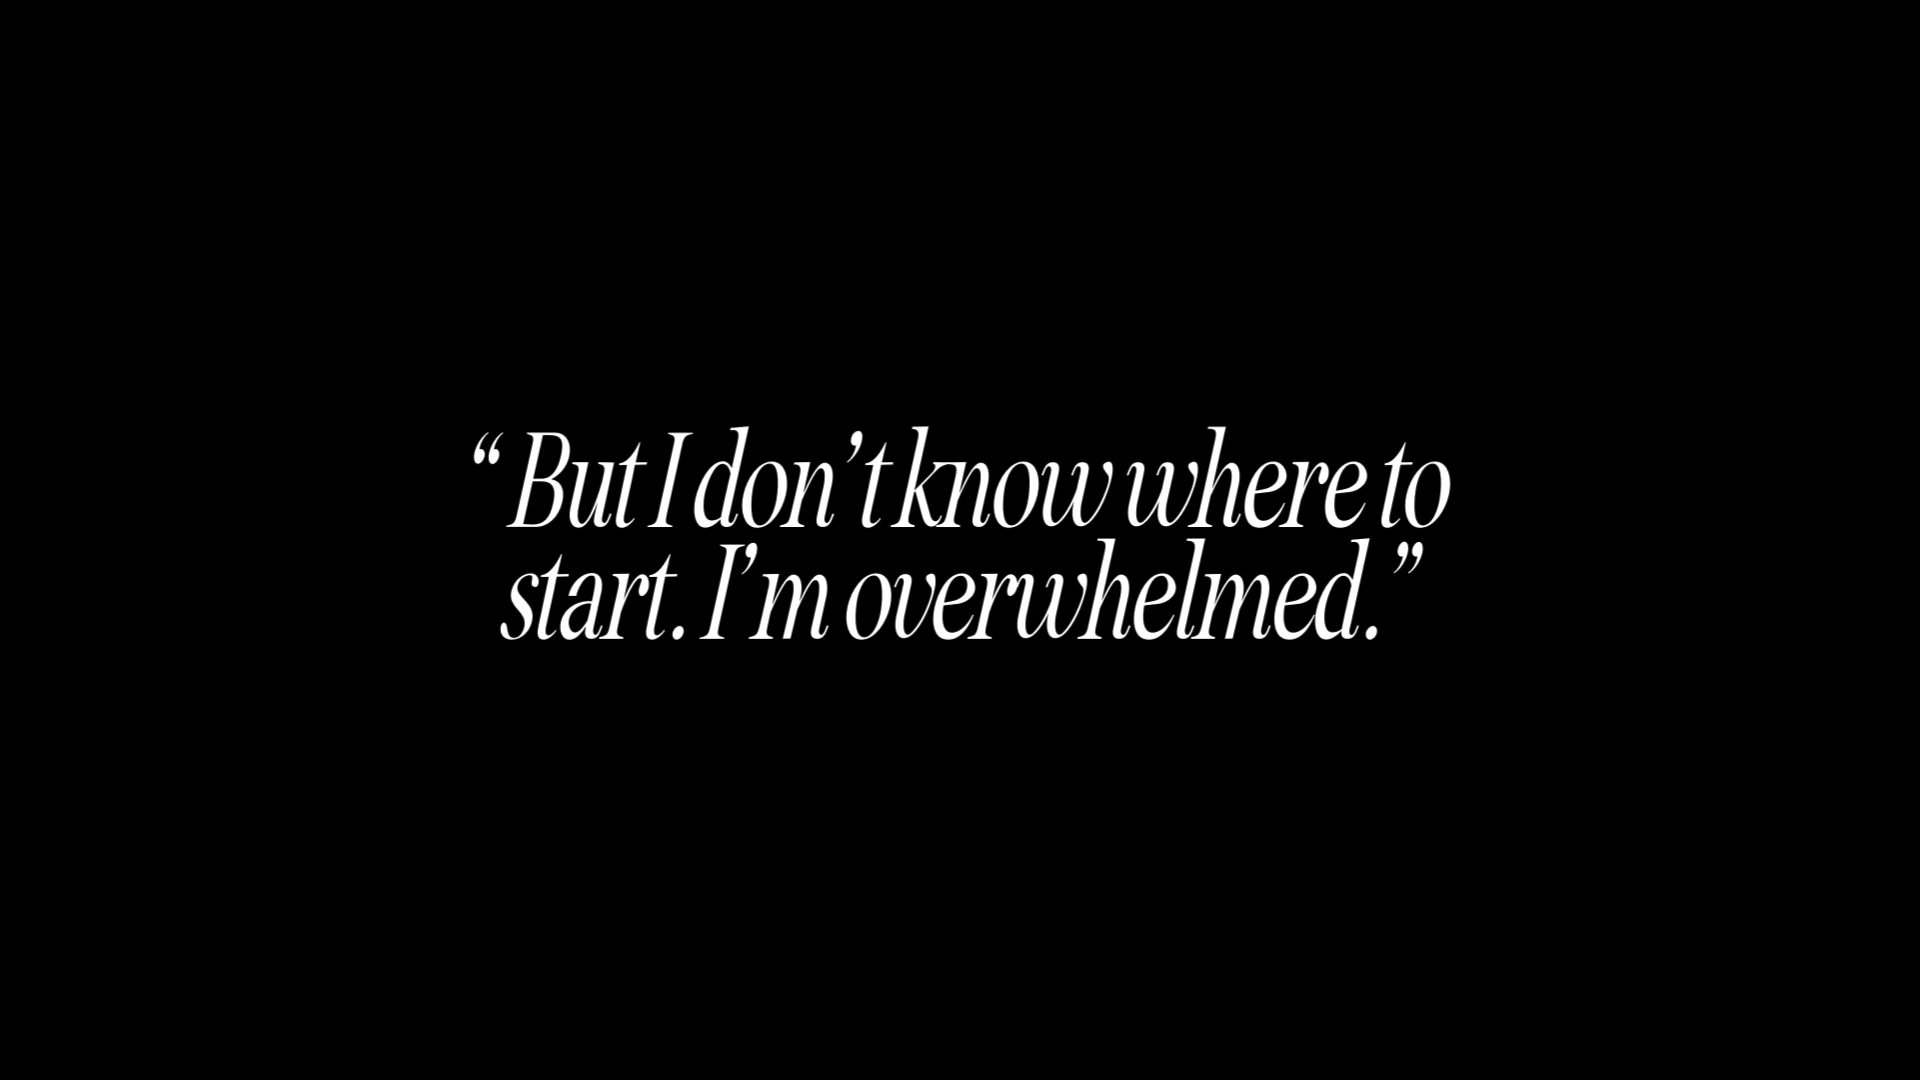 “But I don’t know where to
start. I’m overwhelmed.”